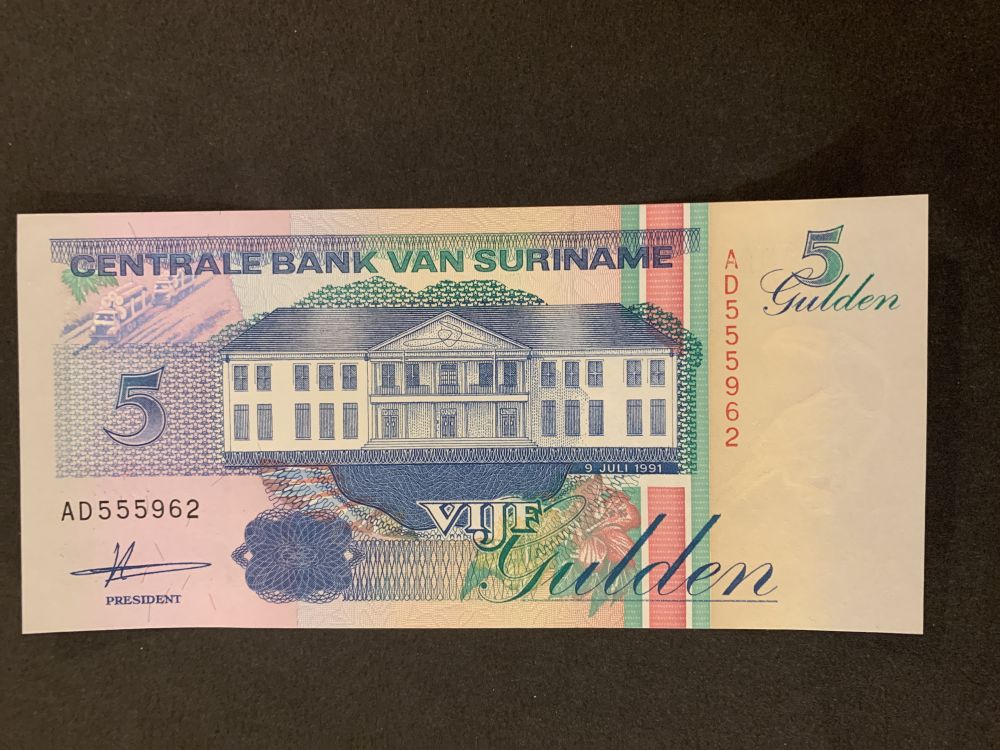 CENTRALE BANK VAN SURINAME
5
Gulden
AD555962
5
9 JULI 1991
AD555962
VIJF
Gulden
PRESIDENT